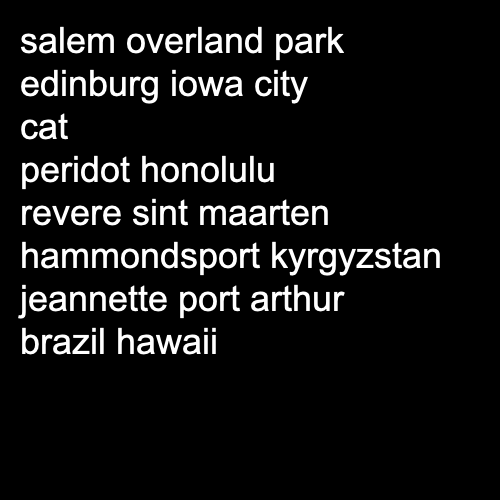 salem overland park
edinburg iowa city
cat
peridot honolulu
revere sint maarten
hammondsport kyrgyzstan
jeannette port arthur
brazil hawaii